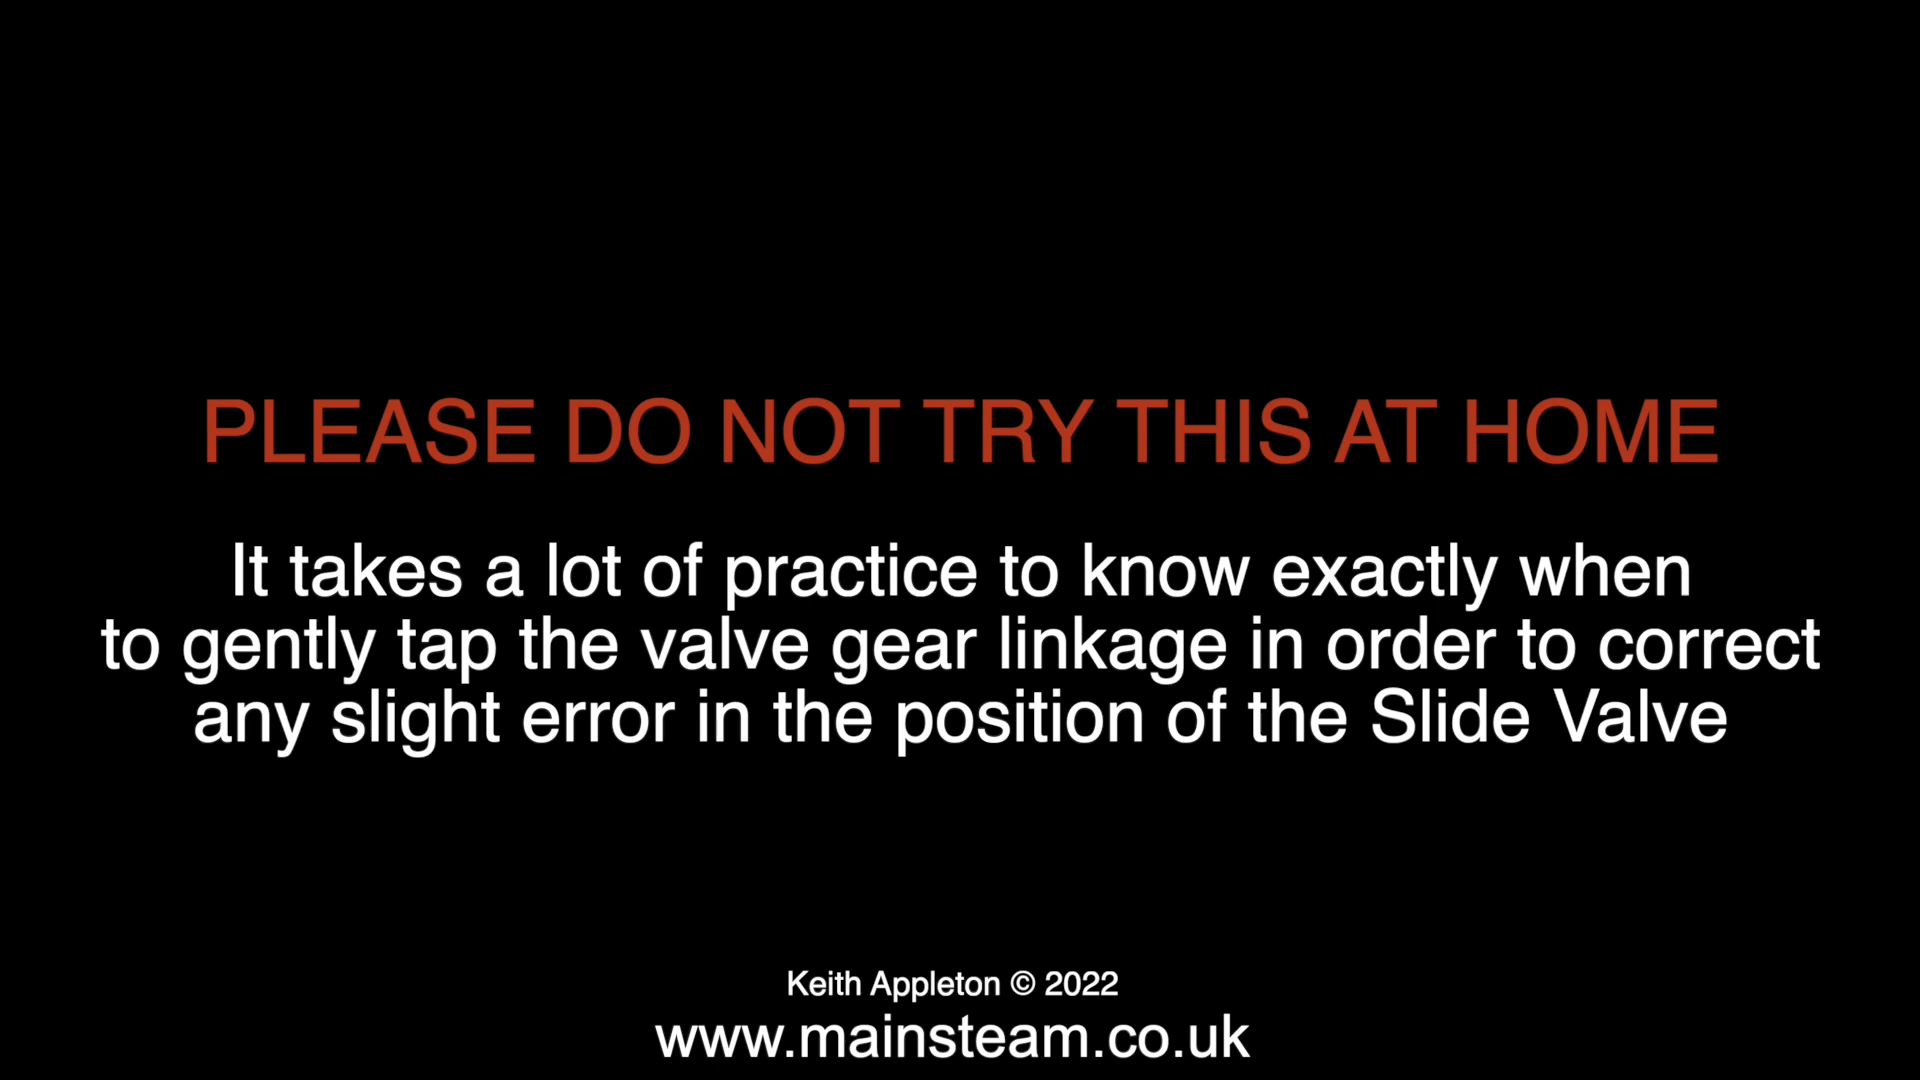 PLEASE DO NOT TRY THIS AT HOME
It takes a lot of practice to know exactly when
to gently tap the valve gear linkage in order to correct
any slight error in the position of the Slide Valve
Keith Appleton © 2022
www.mainsteam.co.uk